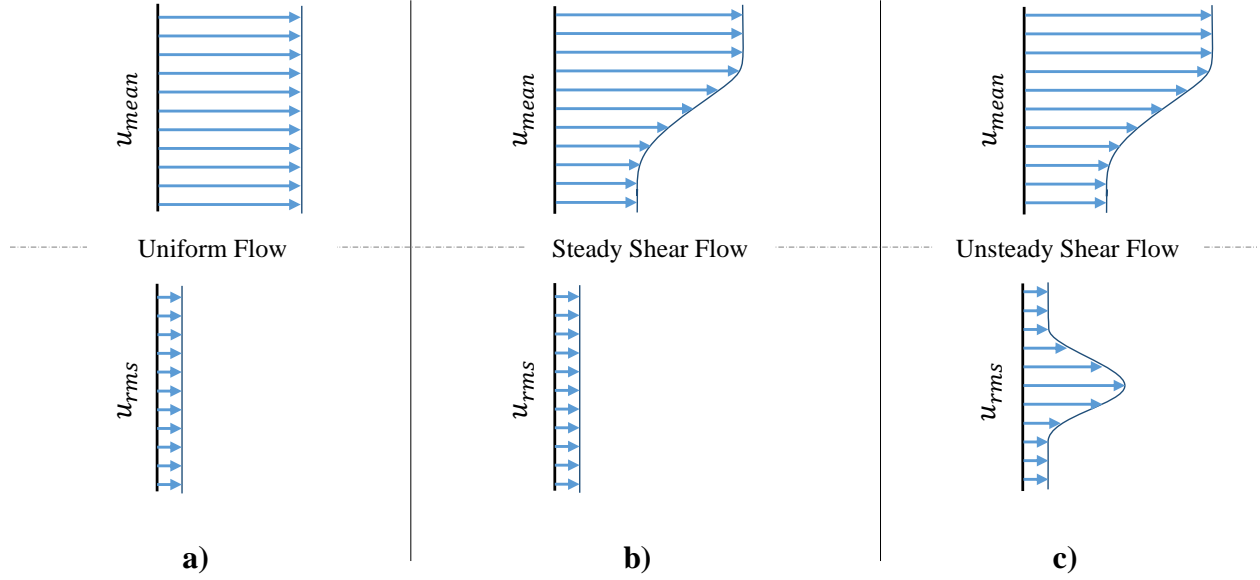 u_mean
u_mean
u_mean
Uniform Flow
Steady Shear Flow
Unsteady Shear Flow
u_rms
u_rms
u_rms
a)
b)
c)